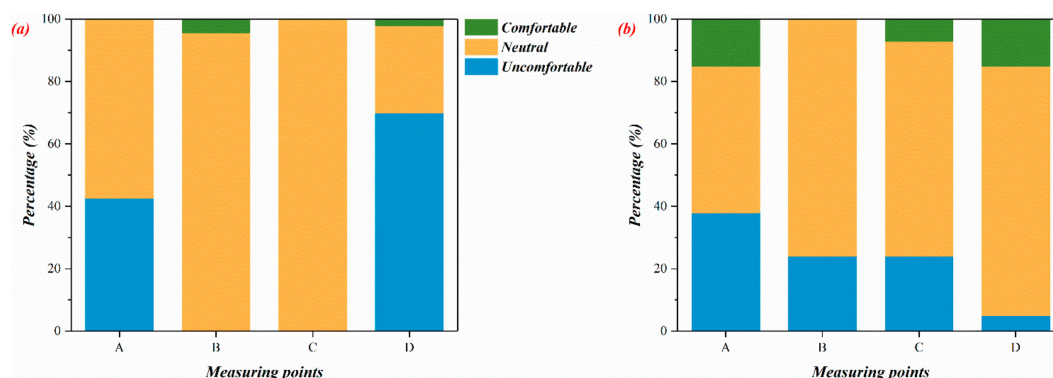 (a)
Comfortable
Neutral
Uncomfortable
Percentage (%)
100
80
60
40
20
0
A B C D
Measuring points
(b)
Percentage (%)
100
80
60
40
20
0
A B C D
Measuring points